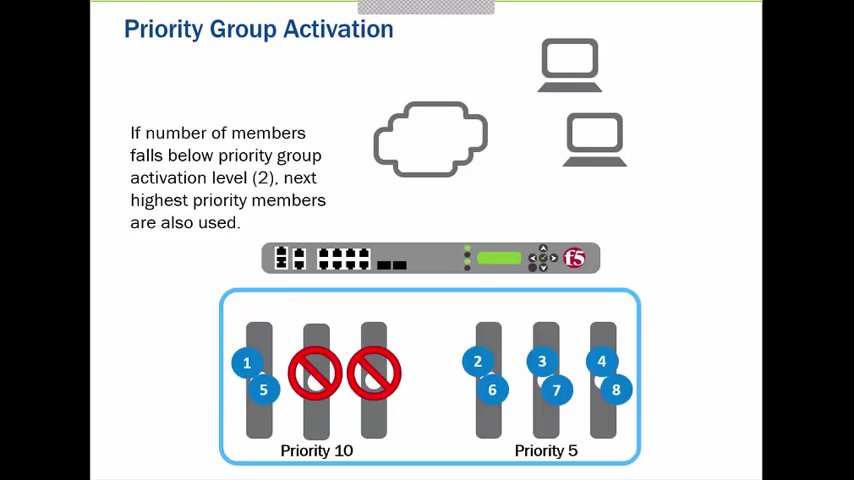 Priority Group Activation
If number of members
falls below priority group
activation level (2), next
highest priority members
are also used.
f5
1
5
2
6
3
7
4
8
Priority 10
Priority 5